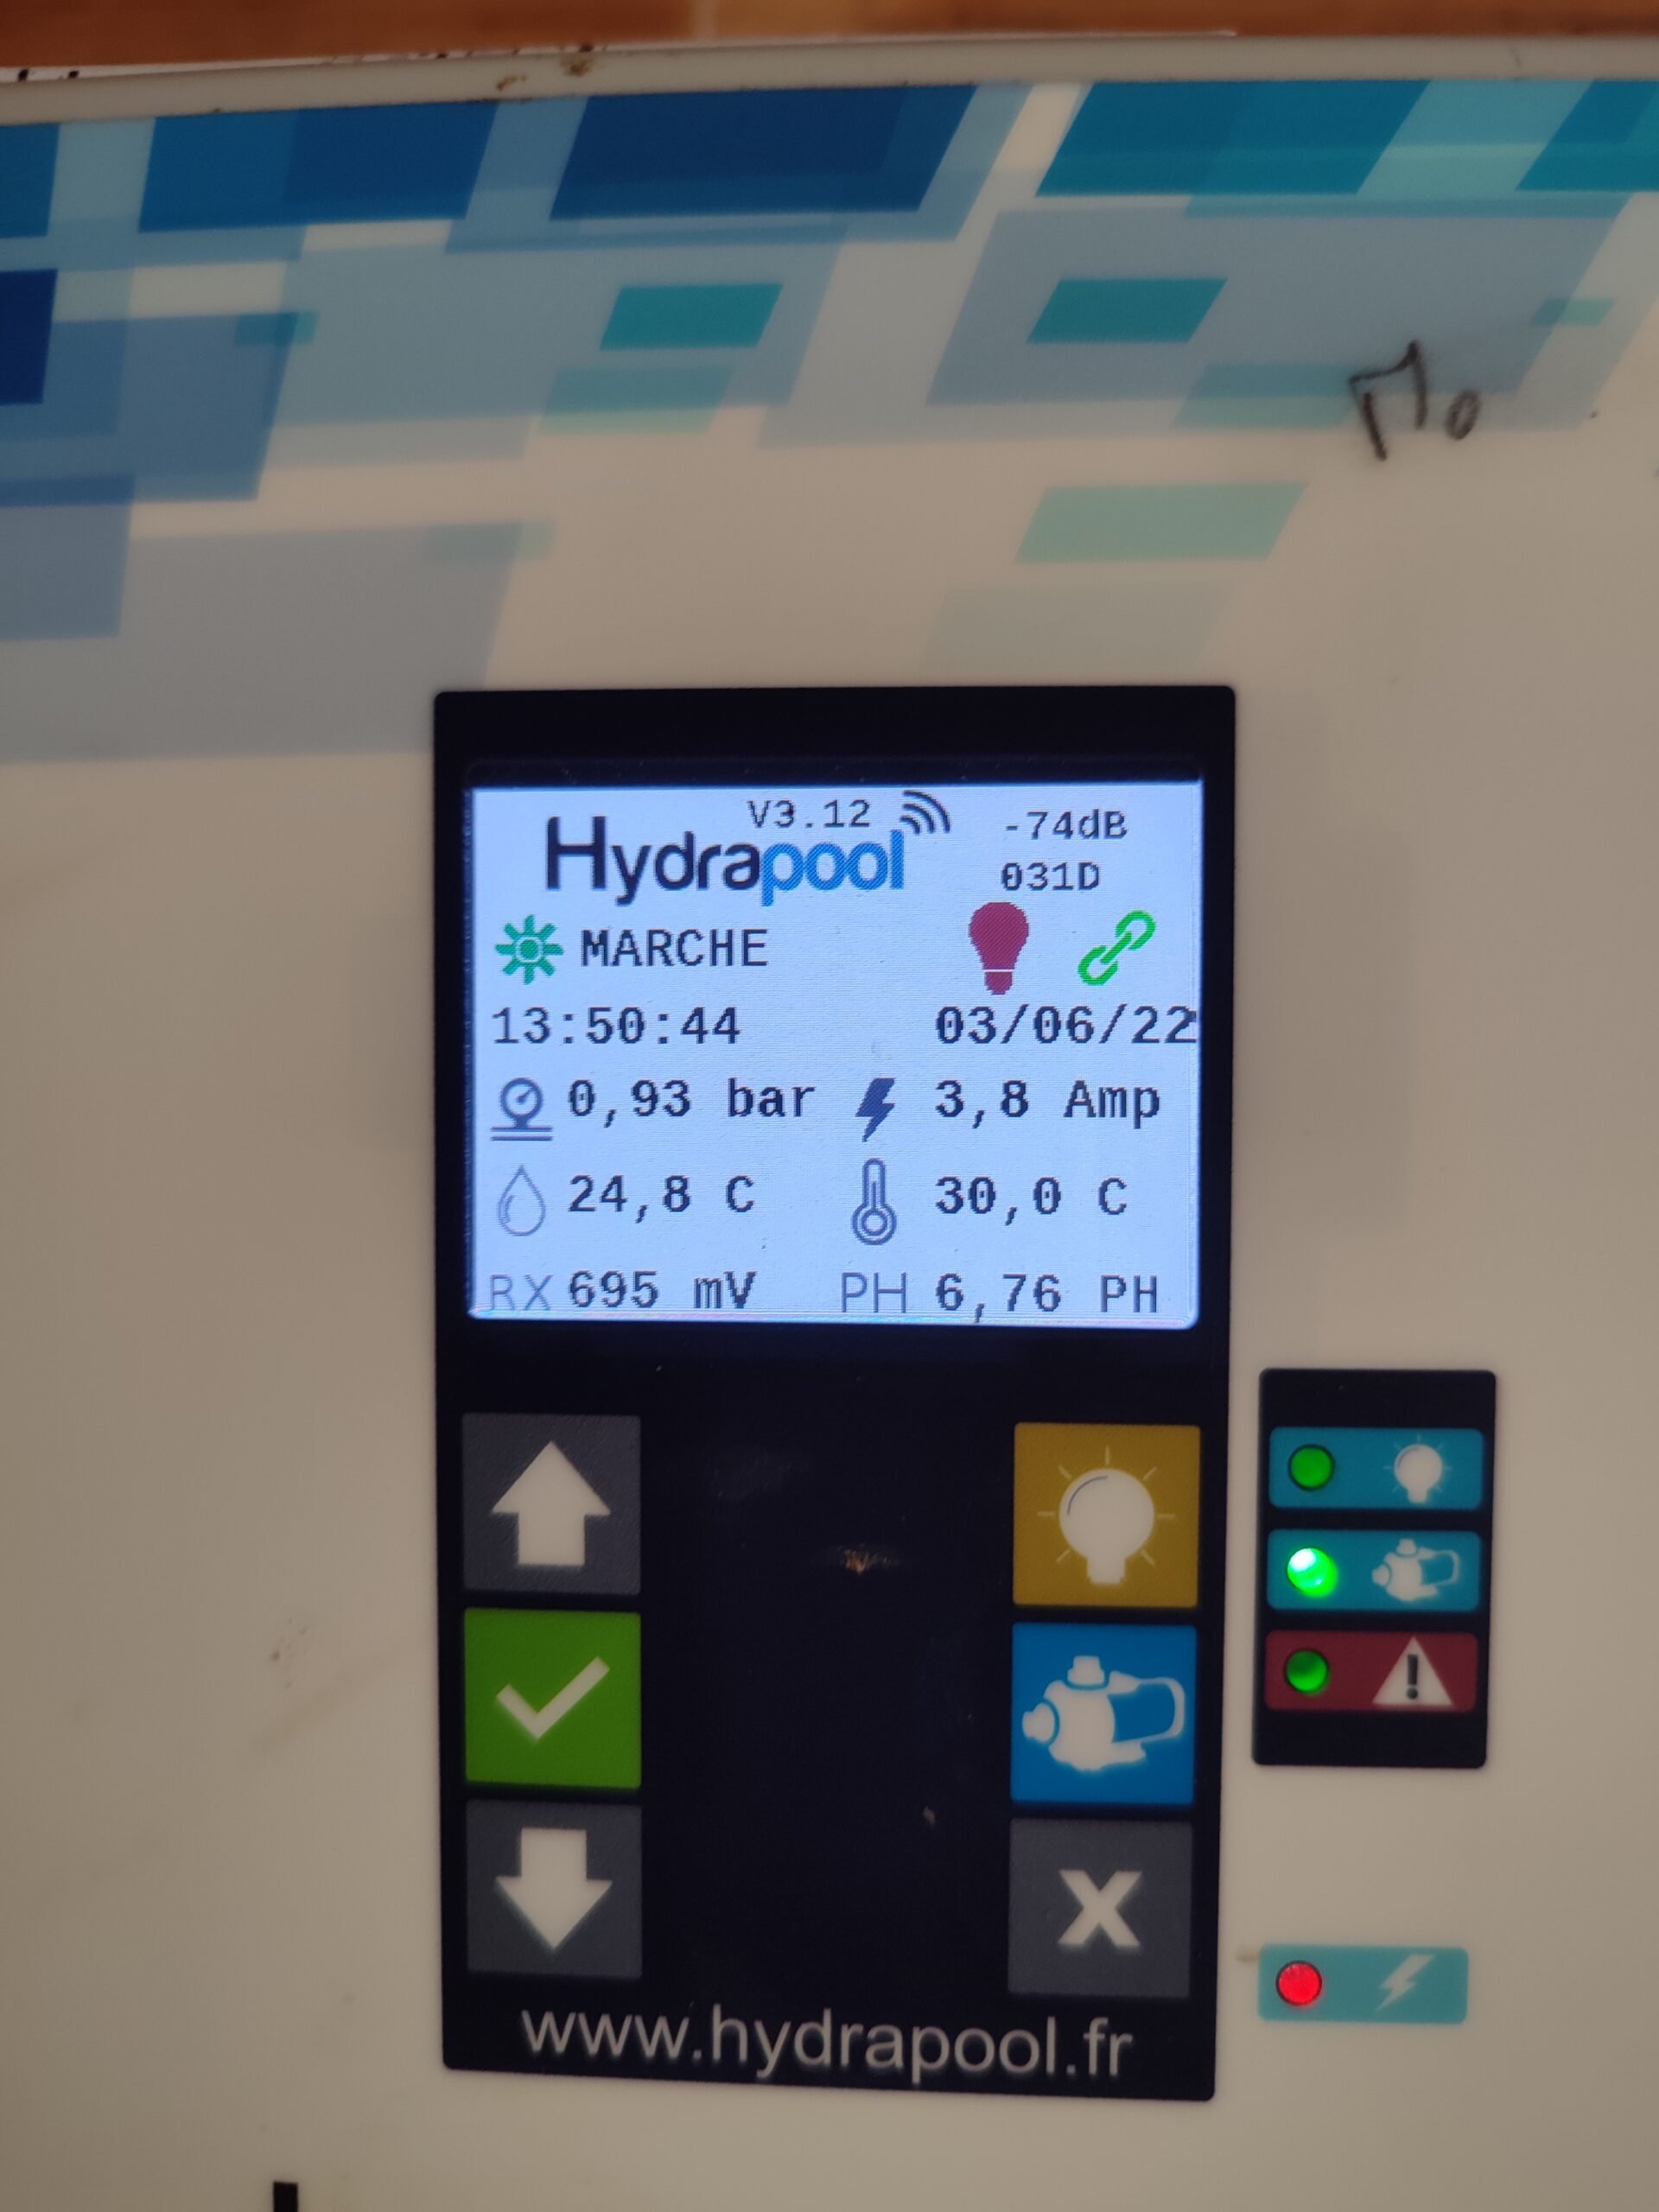 V3.12
-74dB
Hydrapool
031D
MARCHE
13:50:44 03/06/22
0,93 bar 3,8 Amp
24,8 C 30,0 C
RX 695 mV PH 6,76 PH
X
www.hydrapool.fr